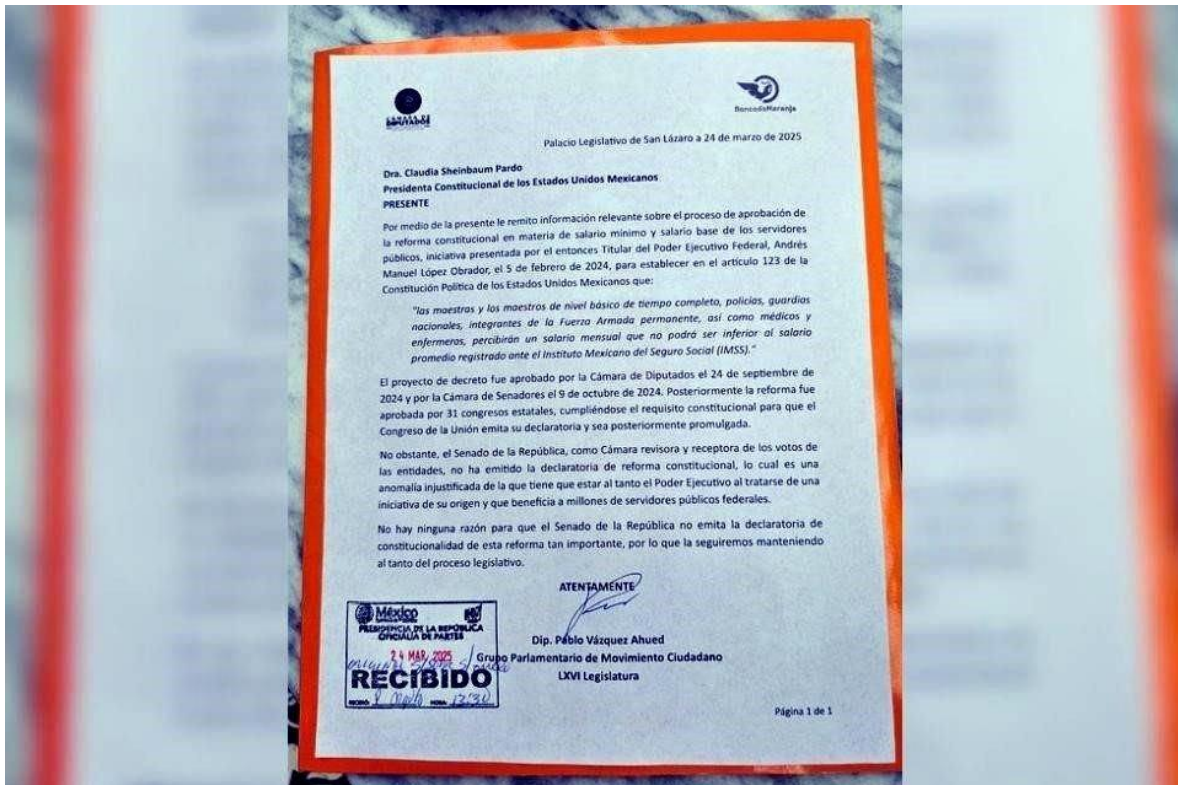 CÁMARA DE
DIPUTADOS
BancadaNaranja
Palacio Legislativo de San Lázaro a 24 de marzo de 2025
Dra. Claudia Sheinbaum Pardo
Presidenta Constitucional de los Estados Unidos Mexicanos
PRESENTE
Por medio de la presente le remito información relevante sobre el proceso de aprobación de
la reforma constitucional en materia de salario mínimo y salario base de los servidores
públicos, iniciativa presentada por el entonces Titular del Poder Ejecutivo Federal, Andrés
Manuel López Obrador, el 5 de febrero de 2024, para establecer en el artículo 123 de la
Constitución Política de los Estados Unidos Mexicanos que:
"las maestras y los maestros de nivel básico de tiempo completo, policías, guardias
nacionales, integrantes de la Fuerza Armada permanente, así como médicos y
enfermeros, percibirán un salario mensual que no podrá ser inferior al salario
promedio registrado ante el Instituto Mexicano del Seguro Social (IMSS)."
El proyecto de decreto fue aprobado por la Cámara de Diputados el 24 de septiembre de
2024 y por la Cámara de Senadores el 9 de octubre de 2024. Posteriormente la reforma fue
aprobada por 31 congresos estatales, cumpliéndose el requisito constitucional para que el
Congreso de la Unión emita su declaratoria y sea posteriormente promulgada.
No obstante, el Senado de la República, como Cámara revisora y receptora de los votos de
las entidades, no ha emitido la declaratoria de reforma constitucional, lo cual es una
anomalía injustificada de la que tiene que estar al tanto el Poder Ejecutivo al tratarse de una
iniciativa de su origen y que beneficia a millones de servidores públicos federales.
No hay ninguna razón para que el Senado de la República no emita la declaratoria de
constitucionalidad de esta reforma tan importante, por lo que la seguiremos manteniendo
al tanto del proceso legislativo.
ATENTAMENTE
Dip. Pablo Vázquez Ahued
Grupo Parlamentario de Movimiento Ciudadano
LXVI Legislatura
México
PRESIDENCIA DE LA REPÚBLICA
OFICIALÍA DE PARTES
24 MAR. 2025
RECIBIDO
HORA 13:30
Página 1 de 1